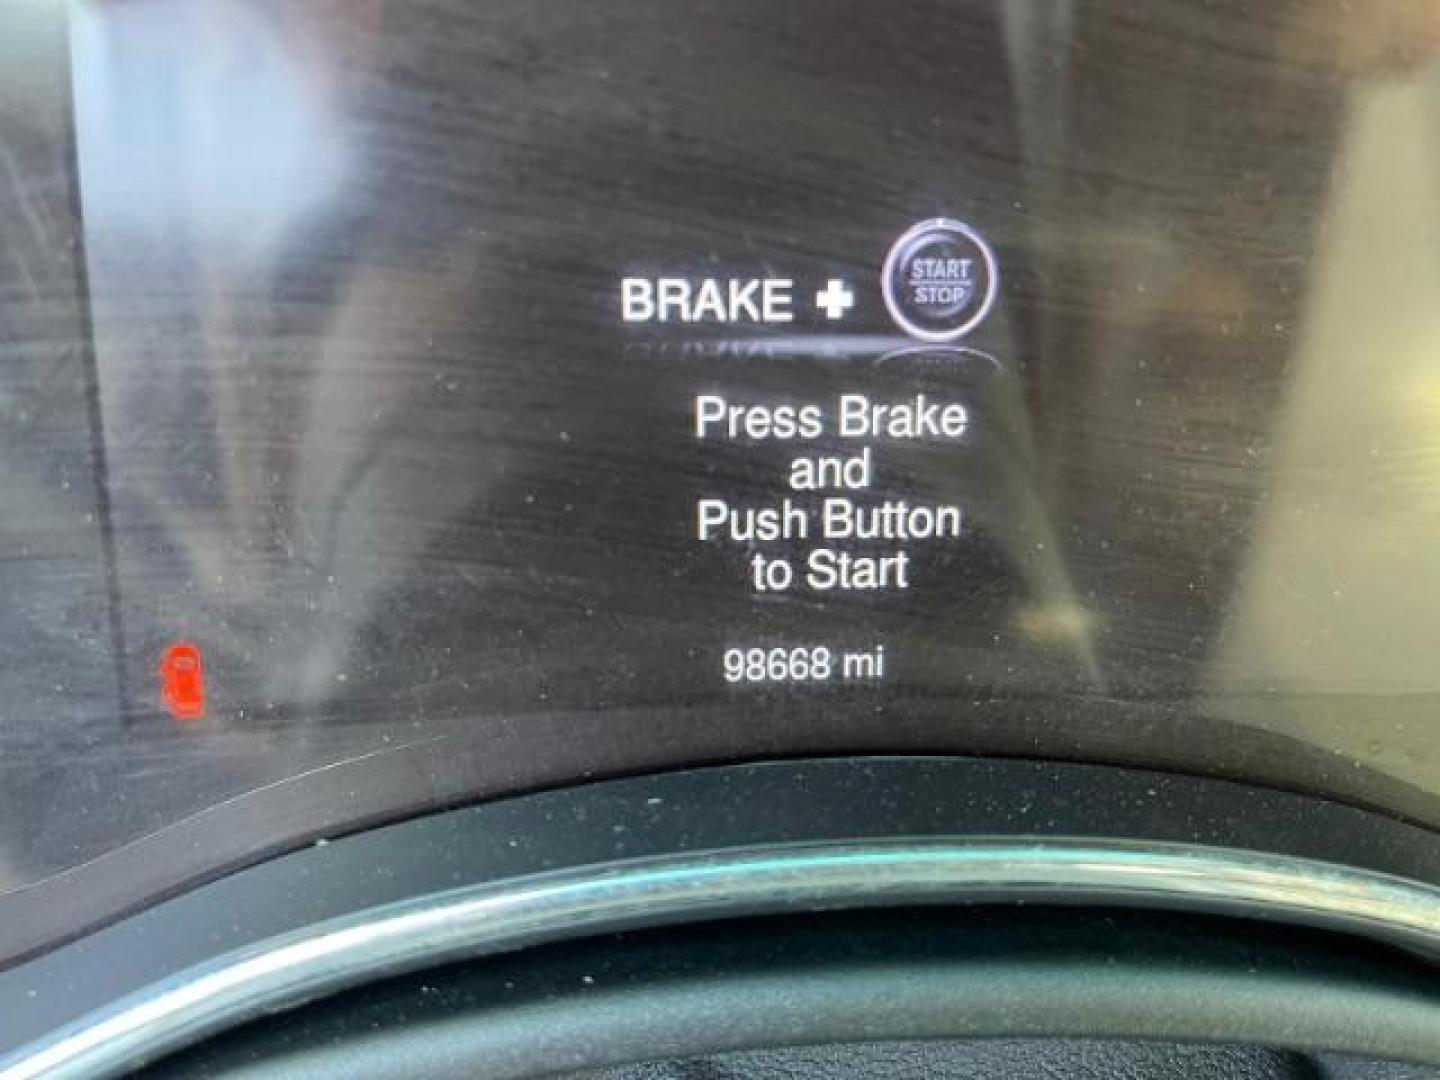 BRAKE + START
STOP
Press Brake
and
Push Button
to Start
98668 mi